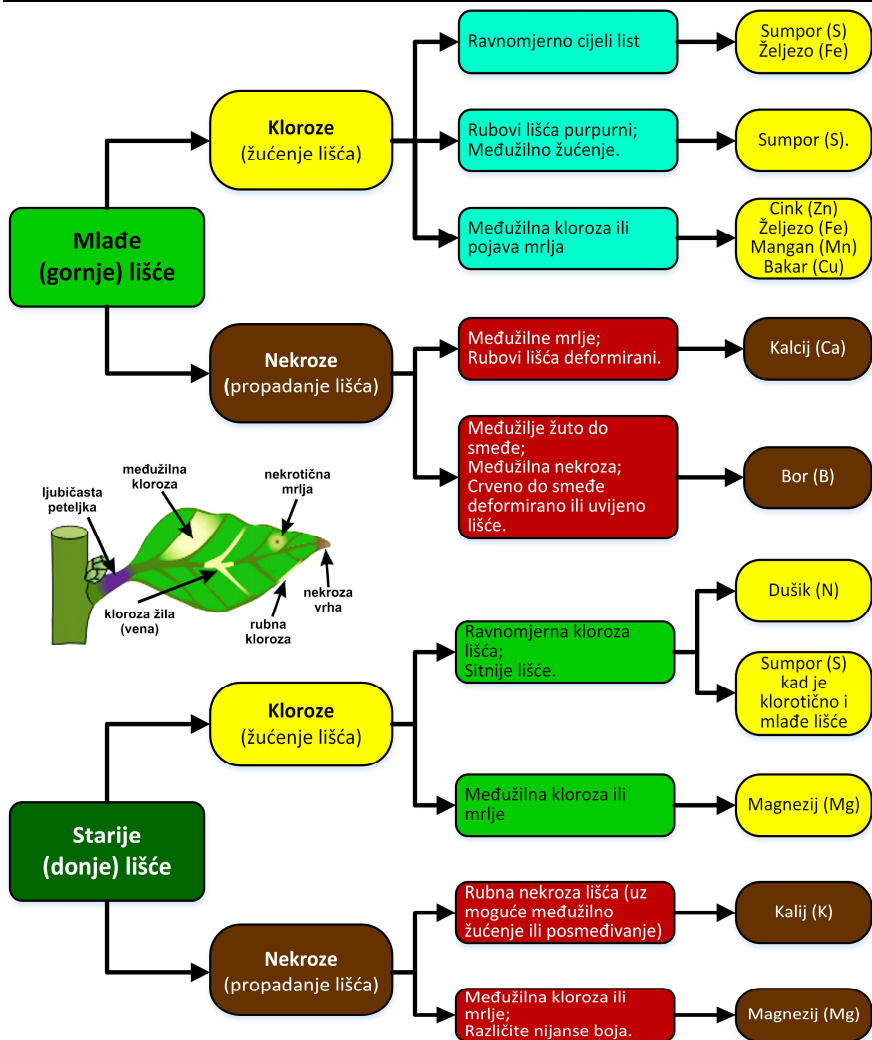 Mlađe
(gornje) lišće
Kloroze
(žućenje lišća)
Ravnomjerno cijeli list
Sumpor (S)
Željezo (Fe)
Rubovi lišća purpurni;
Međužilno žućenje.
Sumpor (S).
Međužilna kloroza ili
pojava mrlja
Cink (Zn)
Željezo (Fe)
Mangan (Mn)
Bakar (Cu)
Nekroze
(propadanje lišća)
Međužilne mrlje;
Rubovi lišća deformirani.
Kalcij (Ca)
Međužilje žuto do
smeđe;
Međužilna nekroza;
Crveno do smeđe
deformirano ili uvijeno
lišće.
Bor (B)
ljubičasta
peteljka
međužilna
kloroza
nekrotična
mrlja
kloroza žila
(vena)
rubna
kloroza
nekroza
vrha
Starije
(donje) lišće
Kloroze
(žućenje lišća)
Ravnomjerna kloroza
lišća;
Sitnije lišće.
Dušik (N)
Sumpor (S)
kad je
klorotično i
mlađe lišće
Međužilna kloroza ili
mrlje
Magnezij (Mg)
Nekroze
(propadanje lišća)
Rubna nekroza lišća (uz
moguće međužilno
žućenje ili posmeđivanje)
Kalij (K)
Međužilna kloroza ili
mrlje;
Različite nijanse boja.
Magnezij (Mg)